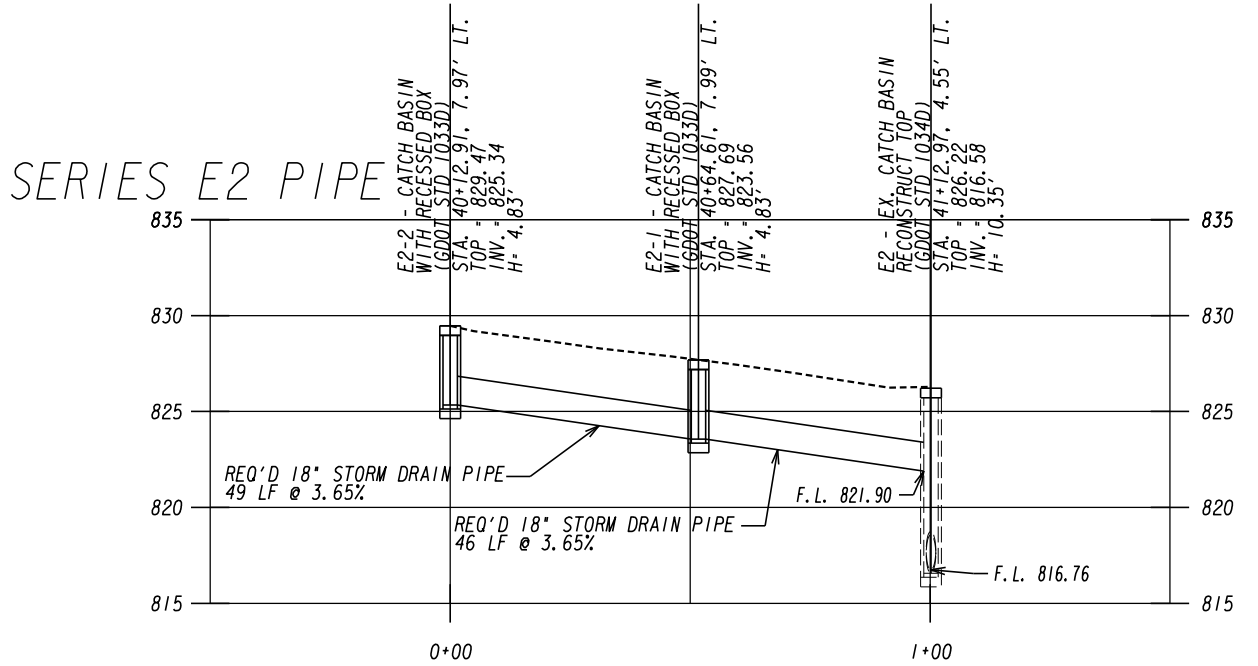 SERIES E2 PIPE
E2-2 - CATCH BASIN
WITH RECESSED BOX
(GDOT STD 1033D)
STA. 40+12.91, 7.97' LT.
TOP = 829.47
INV. = 825.34
H= 4.83'
E2-1 - CATCH BASIN
WITH RECESSED BOX
(GDOT STD 1033D)
STA. 40+64.61, 7.99' LT.
TOP = 827.69
INV. = 823.56
H= 4.83'
E2 - EX. CATCH BASIN
RECONSTRUCT TOP
(GDOT STD 1034D)
STA. 41+12.97, 4.55' LT.
TOP = 826.22
INV. = 816.58
H= 10.35'
835
835
830
830
825
825
REQ'D 18" STORM DRAIN PIPE
49 LF @ 3.65%
F.L. 821.90
820
820
REQ'D 18" STORM DRAIN PIPE
46 LF @ 3.65%
F.L. 816.76
815
815
0+00
1+00